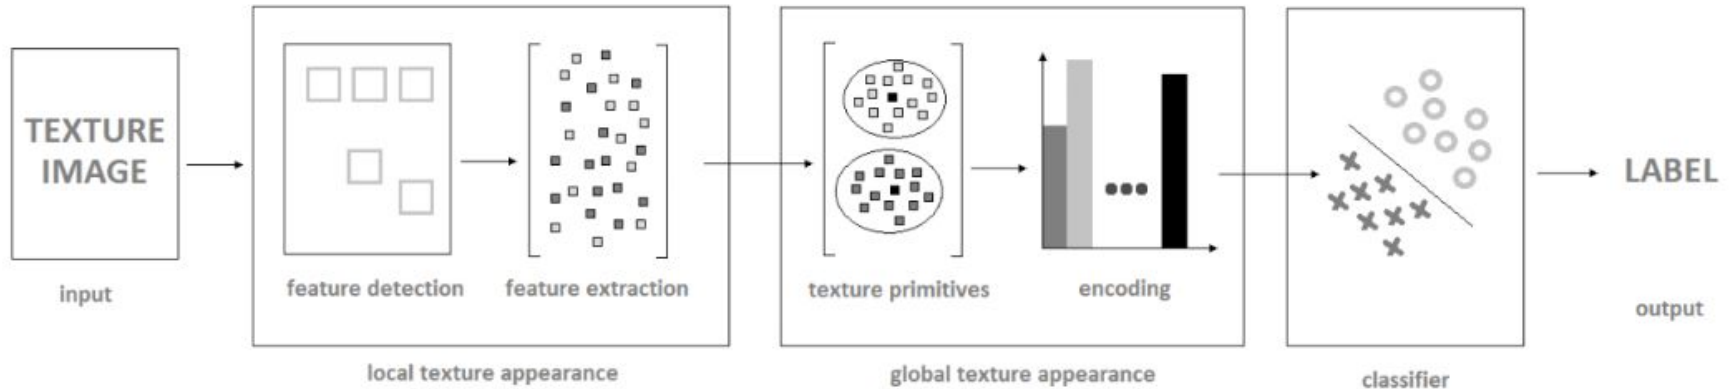 TEXTURE
IMAGE
input
feature detection
feature extraction
local texture appearance
texture primitives
encoding
global texture appearance
classifier
LABEL
output